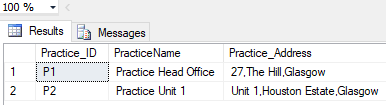 100 %
Results Messages
Practice_ID PracticeName Practice_Address
1 P1 Practice Head Office 27,The Hill,Glasgow
2 P2 Practice Unit 1 Unit 1,Houston Estate,Glasgow